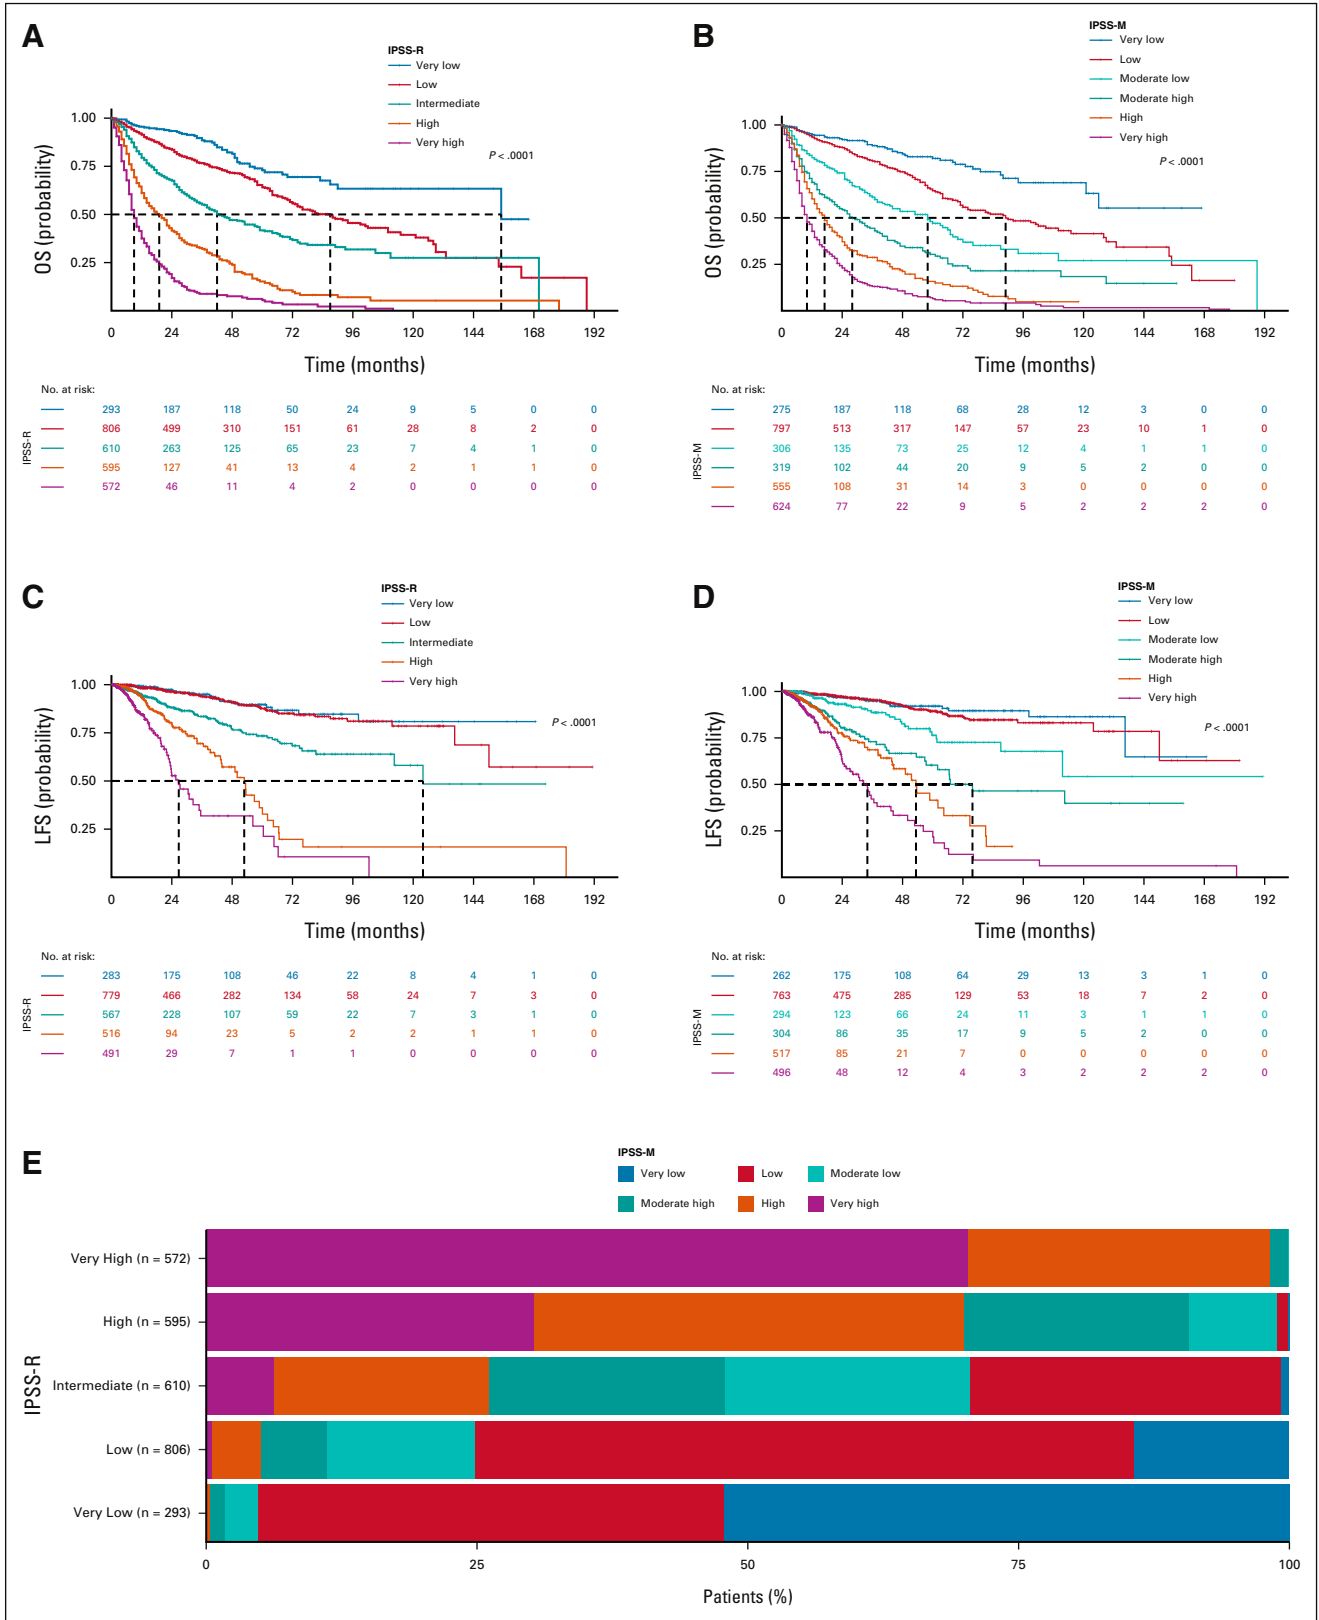 A
IPSS-R
Very low
Low
Intermediate
High
Very high
P < .0001
OS (probability)
1.00
0.75
0.50
0.25
0 24 48 72 96 120 144 168 192
Time (months)
No. at risk:
IPSS-R
293 187 118 50 24 9 5 0 0
806 499 310 151 61 28 8 2 0
610 263 125 65 23 7 4 1 0
595 127 41 13 4 2 1 1 0
572 46 11 4 2 0 0 0 0
B
IPSS-M
Very low
Low
Moderate low
Moderate high
High
Very high
P < .0001
OS (probability)
1.00
0.75
0.50
0.25
0 24 48 72 96 120 144 168 192
Time (months)
No. at risk:
IPSS-M
275 187 118 68 28 12 3 0 0
797 513 317 147 57 23 10 1 0
306 135 73 25 12 4 1 1 0
319 102 44 20 9 5 2 0 0
555 108 31 14 3 0 0 0 0
624 77 22 9 5 2 2 2 0
C
IPSS-R
Very low
Low
Intermediate
High
Very high
P < .0001
LFS (probability)
1.00
0.75
0.50
0.25
0 24 48 72 96 120 144 168 192
Time (months)
No. at risk:
IPSS-R
283 175 108 46 22 8 4 1 0
779 466 282 134 58 24 7 3 0
567 228 107 59 22 7 3 1 0
516 94 23 5 2 2 1 1 0
491 29 7 1 1 0 0 0 0
D
IPSS-M
Very low
Low
Moderate low
Moderate high
High
Very high
P < .0001
LFS (probability)
1.00
0.75
0.50
0.25
0 24 48 72 96 120 144 168 192
Time (months)
No. at risk:
IPSS-M
262 175 108 64 29 13 3 1 0
763 475 285 129 53 18 7 2 0
294 123 66 24 11 3 1 1 0
304 86 35 17 9 5 2 0 0
517 85 21 7 0 0 0 0 0
496 48 12 4 3 2 2 2 0
E
IPSS-M
Very low Low Moderate low
Moderate high High Very high
IPSS-R
Very High (n = 572)
High (n = 595)
Intermediate (n = 610)
Low (n = 806)
Very Low (n = 293)
0 25 50 75 100
Patients (%)